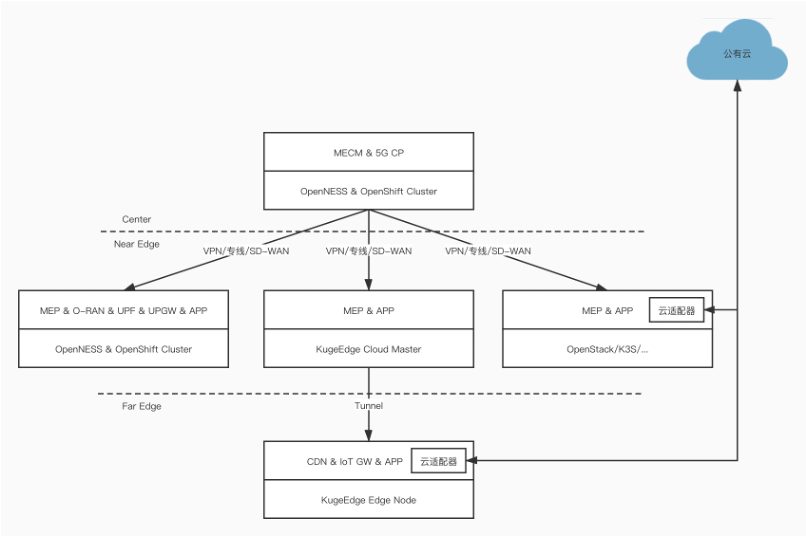 公有云
MECM & 5G CP
OpenNESS & OpenShift Cluster
Center
Near Edge
VPN/专线/SD-WAN
VPN/专线/SD-WAN
VPN/专线/SD-WAN
MEP & O-RAN & UPF & UPGW & APP
OpenNESS & OpenShift Cluster
MEP & APP
KugeEdge Cloud Master
MEP & APP
云适配器
OpenStack/K3S/...
Far Edge
Tunnel
CDN & IoT GW & APP
云适配器
KugeEdge Edge Node